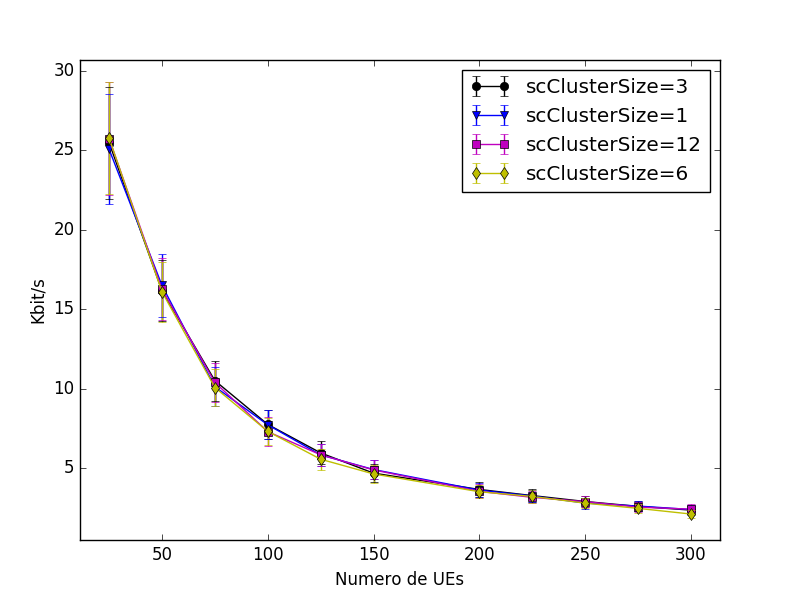 30
25
20
15
10
5
Kbit/s
scClusterSize=3
scClusterSize=1
scClusterSize=12
scClusterSize=6
50 100 150 200 250 300
Numero de UEs